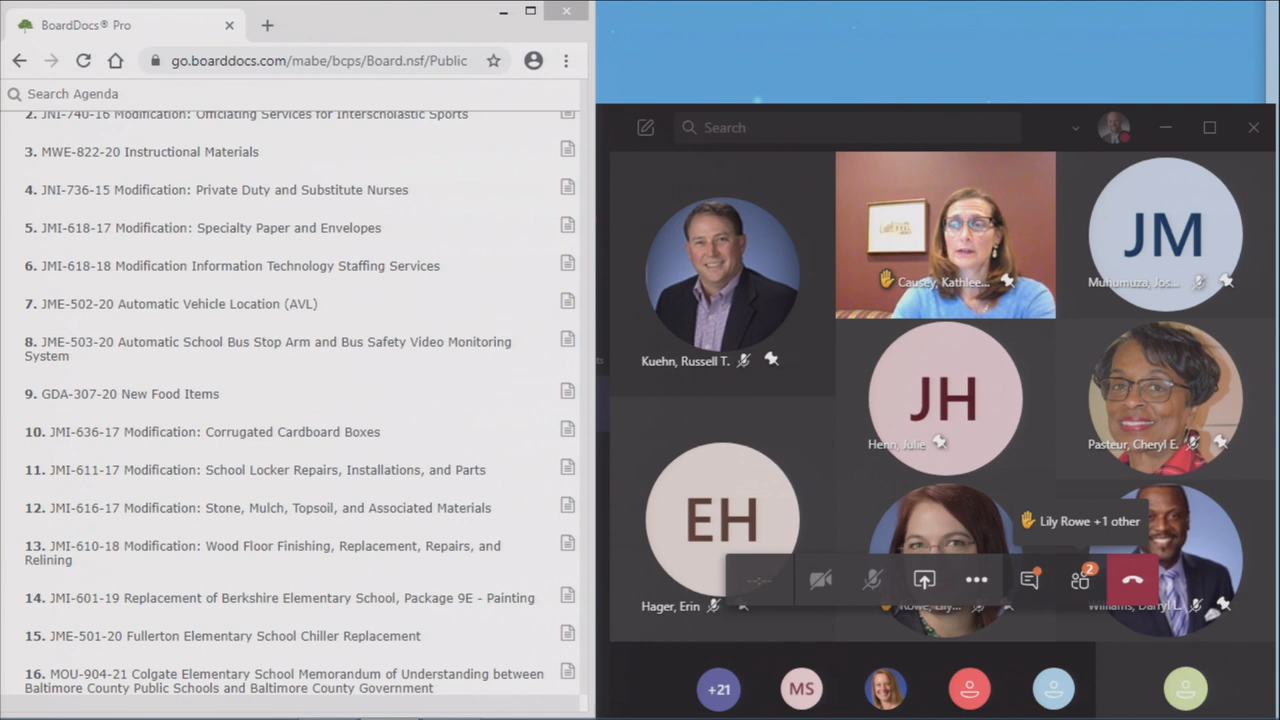 BoardDocs® Pro
go.boarddocs.com/mabe/bcps/Board.nsf/Public
Search Agenda
2. JNI-740-16 Modification: Officiating Services for Interscholastic Sports
3. MWE-822-20 Instructional Materials
4. JNI-736-15 Modification: Private Duty and Substitute Nurses
5. JMI-618-17 Modification: Specialty Paper and Envelopes
6. JMI-618-18 Modification Information Technology Staffing Services
7. JME-502-20 Automatic Vehicle Location (AVL)
8. JME-503-20 Automatic School Bus Stop Arm and Bus Safety Video Monitoring
System
9. GDA-307-20 New Food Items
10. JMI-636-17 Modification: Corrugated Cardboard Boxes
11. JMI-611-17 Modification: School Locker Repairs, Installations, and Parts
12. JMI-616-17 Modification: Stone, Mulch, Topsoil, and Associated Materials
13. JMI-610-18 Modification: Wood Floor Finishing, Replacement, Repairs, and
Relining
14. JMI-601-19 Replacement of Berkshire Elementary School, Package 9E - Painting
15. JME-501-20 Fullerton Elementary School Chiller Replacement
16. MOU-904-21 Colgate Elementary School Memorandum of Understanding between
Baltimore County Public Schools and Baltimore County Government
Search
Kuehn, Russell T.
Causey, Kathlee...
JM
Muhumuza, Jos...
JH
Henn, Julie
Pasteur, Cheryl E.
EH
Hager, Erin
Lily Rowe +1 other
2
Rowe, Lily...
Williams, Darryl L.
+21
MS